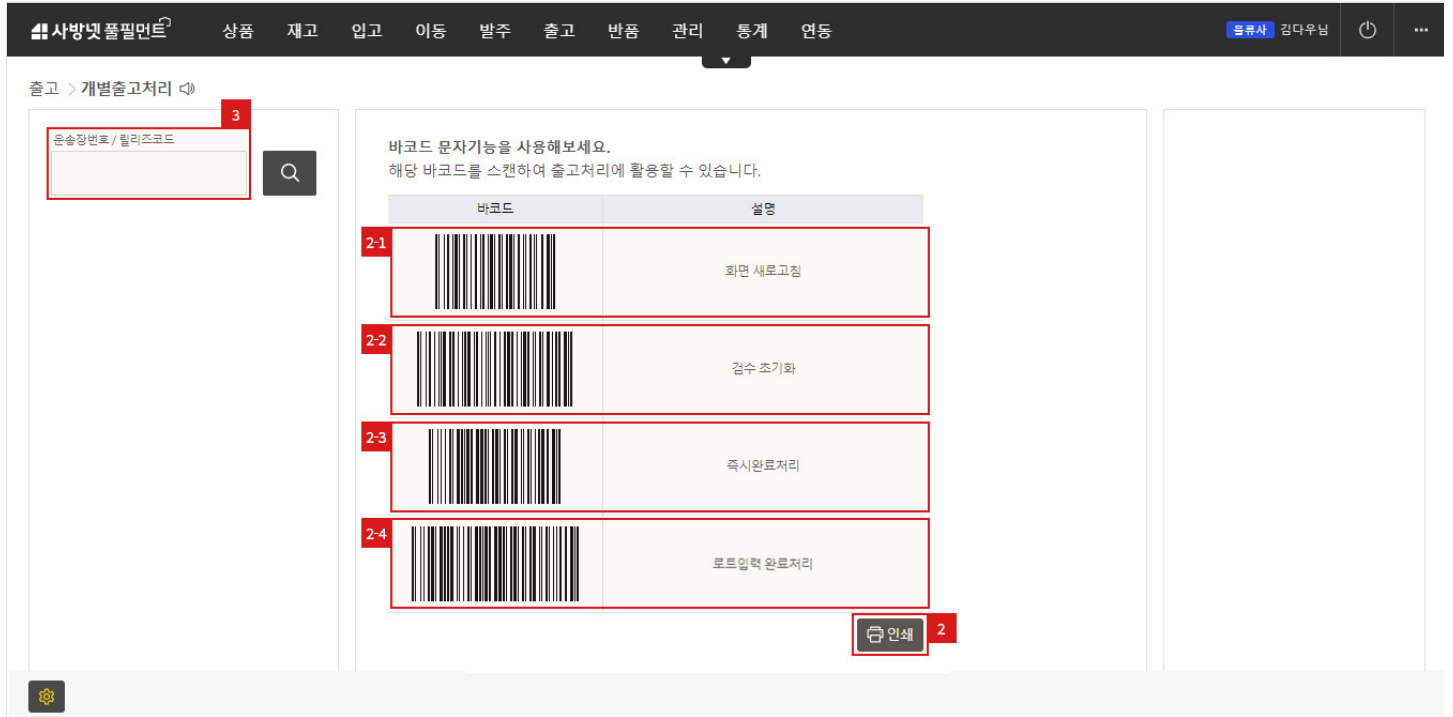 사방넷 풀필먼트 상품 재고 입고 이동 발주 출고 반품 관리 통계 연동 물류사 김다우님
출고 > 개별출고처리
3
운송장번호 / 릴리즈코드
바코드 문자기능을 사용해보세요.
해당 바코드를 스캔하여 출고처리에 활용할 수 있습니다.
바코드 설명
2-1
화면 새로고침
2-2
검수 초기화
2-3
즉시완료처리
2-4
로트입력 완료처리
인쇄 2